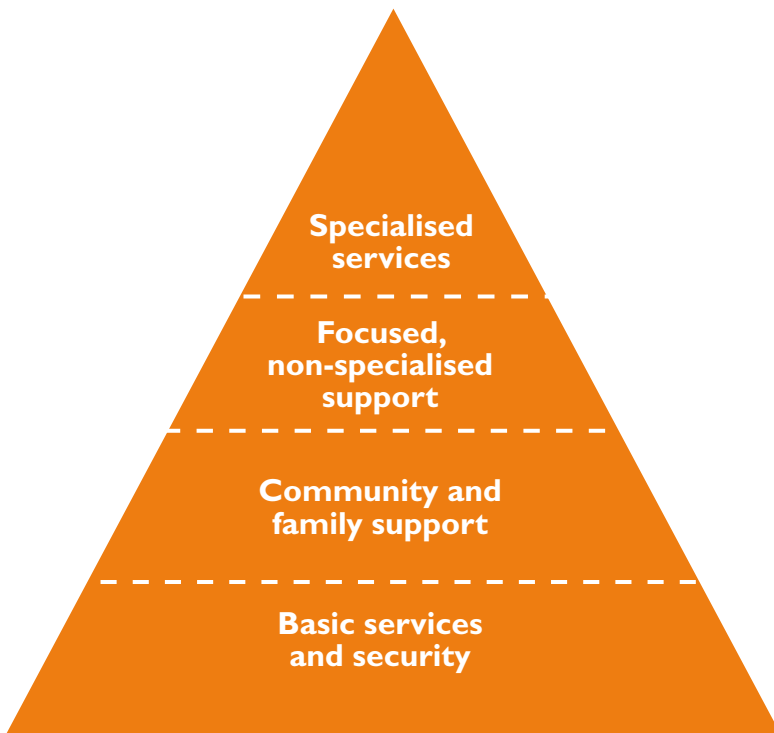 Specialised
services
Focused,
non-specialised
support
Community and
family support
Basic services
and security